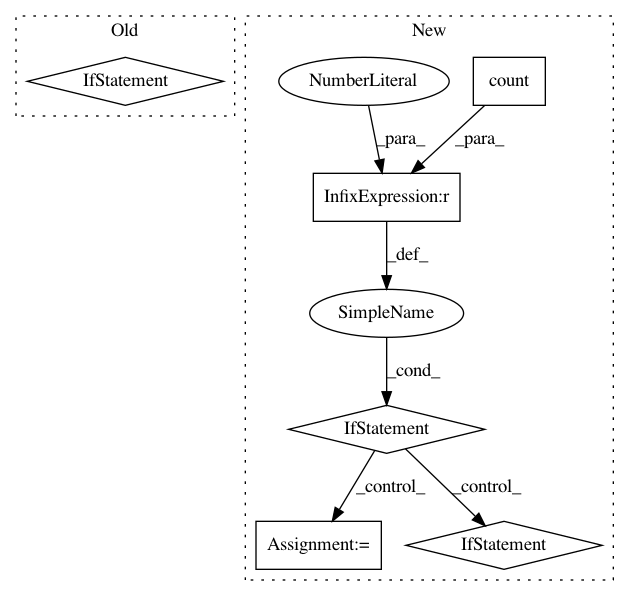 Old
New
IfStatement
NumberLiteral
count
_para_
_para_
InfixExpression:r
_def_
SimpleName
_cond_
IfStatement
_control_
_control_
Assignment:=
IfStatement